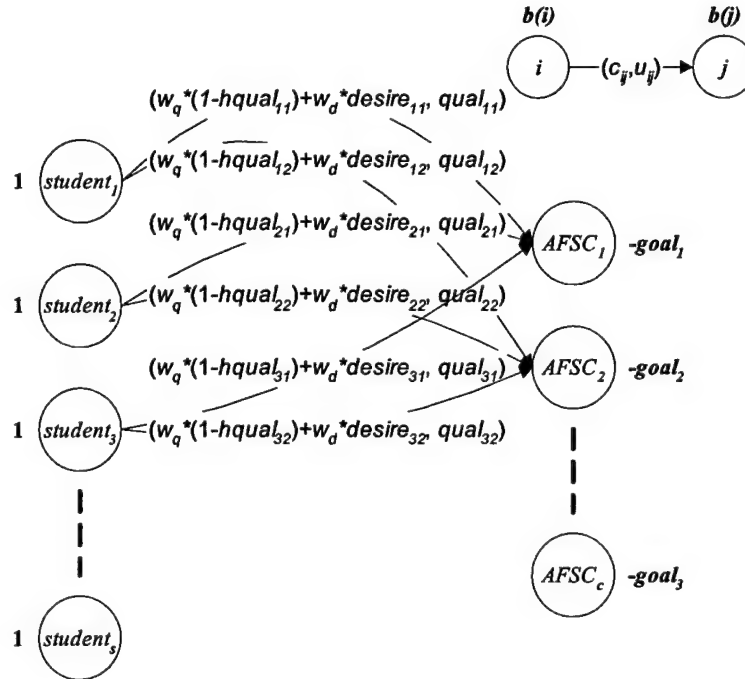 b(i) b(j)
i (c_ij,u_ij) j
(w_q*(1-hqual_11)+w_d*desire_11, qual_11)
(w_q*(1-hqual_12)+w_d*desire_12, qual_12)
1 student_1
(w_q*(1-hqual_21)+w_d*desire_21, qual_21)
AFSC_1 -goal_1
(w_q*(1-hqual_22)+w_d*desire_22, qual_22)
1 student_2
(w_q*(1-hqual_31)+w_d*desire_31, qual_31)
AFSC_2 -goal_2
(w_q*(1-hqual_32)+w_d*desire_32, qual_32)
1 student_3
AFSC_c -goal_3
1 student_s